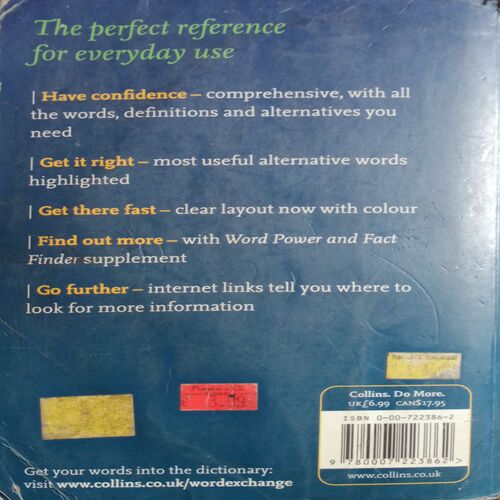 The perfect reference
for everyday use
| Have confidence – comprehensive, with all
the words, definitions and alternatives you
need
| Get it right – most useful alternative words
highlighted
| Get there fast – clear layout now with colour
| Find out more – with Word Power and Fact
Finder supplement
| Go further – internet links tell you where to
look for more information
Collins. Do More.
UK£6.99 CAN$17.95
ISBN 0-00-722386-2
9 780007 223862 >
Get your words into the dictionary:
visit www.collins.co.uk/wordexchange
www.collins.co.uk